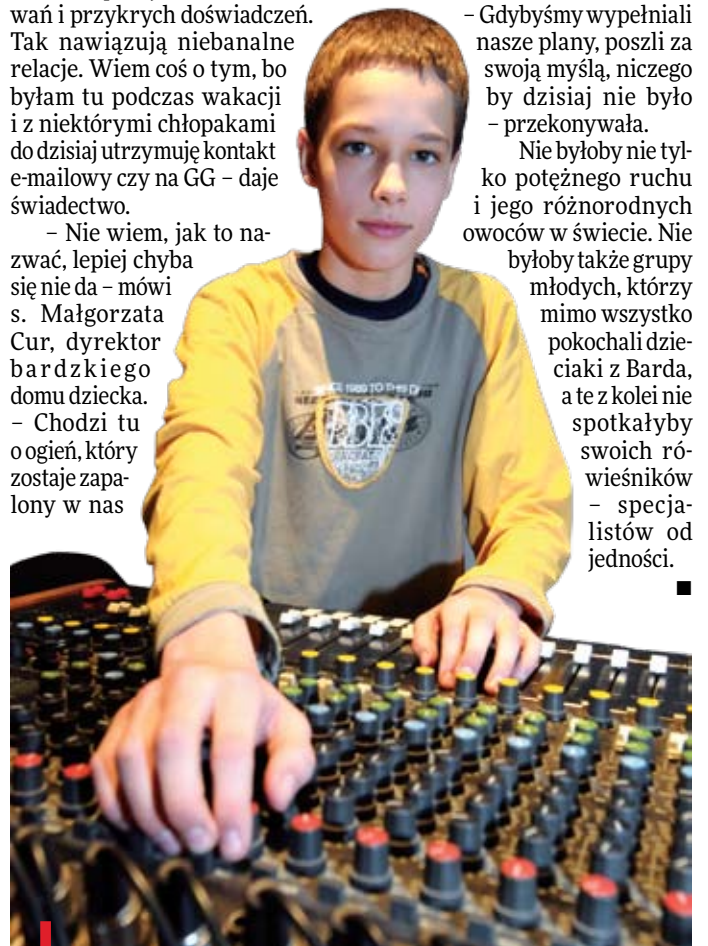 wań i przykrych doświadczeń.
Tak nawiązują niebanalne
relacje. Wiem coś o tym, bo
byłam tu podczas wakacji
i z niektórymi chłopakami
do dzisiaj utrzymuję kontakt
e-mailowy czy na GG – daje
świadectwo.
– Nie wiem, jak to na-
zwać, lepiej chyba
się nie da – mówi
s. Małgorzata
Cur, dyrektor
bardzkiego
domu dziecka.
– Chodzi tu
o ogień, który
zostaje zapa-
lony w nas
– Gdybyśmy wypełniali
nasze plany, poszli za
swoją myślą, niczego
by dzisiaj nie było
– przekonywała.
Nie byłoby nie tyl-
ko potężnego ruchu
i jego różnorodnych
owoców w świecie. Nie
byłoby także grupy
młodych, którzy
mimo wszystko
pokochali dzie-
ciaki z Barda,
a te z kolei nie
spotkałyby
swoich ró-
wieśników
– specja-
listów od
jedności.
1989 TO THIS